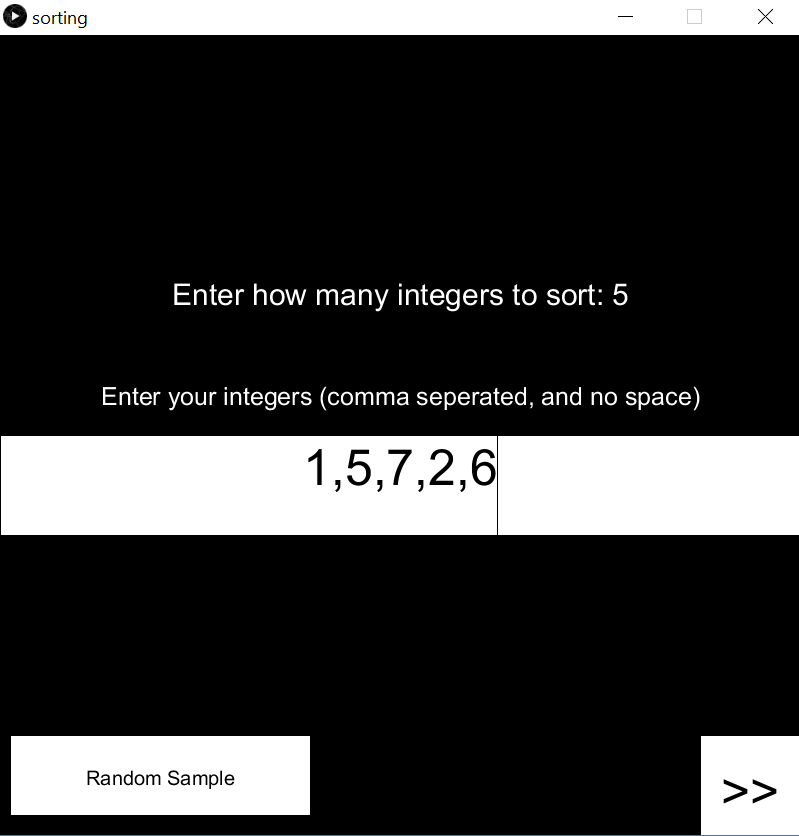 sorting
Enter how many integers to sort: 5
Enter your integers (comma seperated, and no space)
1,5,7,2,6
Random Sample
>>